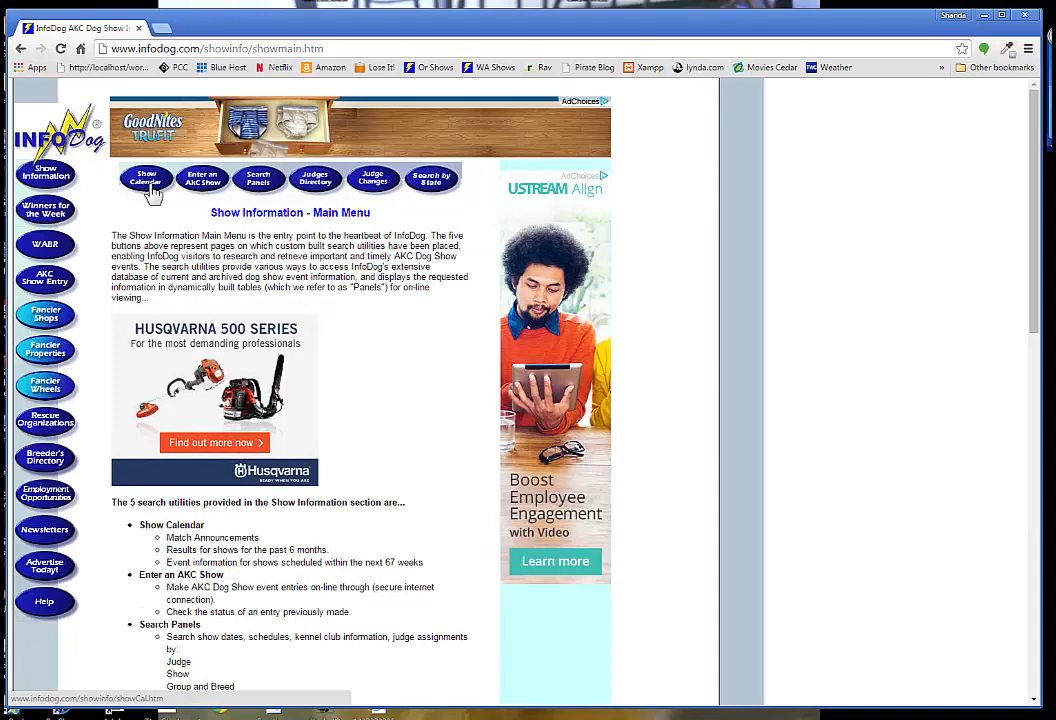 InfoDog AKC Dog Show I
Shanda
www.infodog.com/showinfo/showmain.htm
Apps
http://localhost/wor...
PCC
Blue Host
Netflix
Amazon
Lose It!
Or Shows
WA Shows
Rav
Pirate Blog
Xampp
lynda.com
Movies Cedar
Weather
»
Other bookmarks
INFODog®
Show Information
Winners for the Week
WABR
AKC Show Entry
Fancier Shops
Fancier Properties
Fancier Wheels
Rescue Organizations
Breeder's Directory
Employment Opportunities
Newsletters
Advertise Today!
Help
AdChoices
GOODNITES
TRUFIT
Show Calendar
Enter an AKC Show
Search Panels
Judges Directory
Judge Changes
Search by State
Show Information - Main Menu
The Show Information Main Menu is the entry point to the heartbeat of InfoDog. The five
buttons above represent pages on which custom built search utilities have been placed,
enabling InfoDog visitors to research and retrieve important and timely AKC Dog Show
events. The search utilities provide various ways to access InfoDog's extensive
database of current and archived dog show event information, and displays the requested
information in dynamically built tables (which we refer to as "Panels") for on-line
viewing...
HUSQVARNA 500 SERIES
For the most demanding professionals
Find out more now >
Husqvarna
READY WHEN YOU ARE
The 5 search utilities provided in the Show Information section are...
• Show Calendar
Match Announcements
Results for shows for the past 6 months.
Event information for shows scheduled within the next 67 weeks
• Enter an AKC Show
Make AKC Dog Show event entries on-line through (secure internet
connection).
Check the status of an entry previously made.
• Search Panels
Search show dates, schedules, kennel club information, judge assignments
by:
Judge
Show
Group and Breed
AdChoices
USTREAM Align
Boost
Employee
Engagement
with Video
Learn more
www.infodog.com/showinfo/showCal.htm